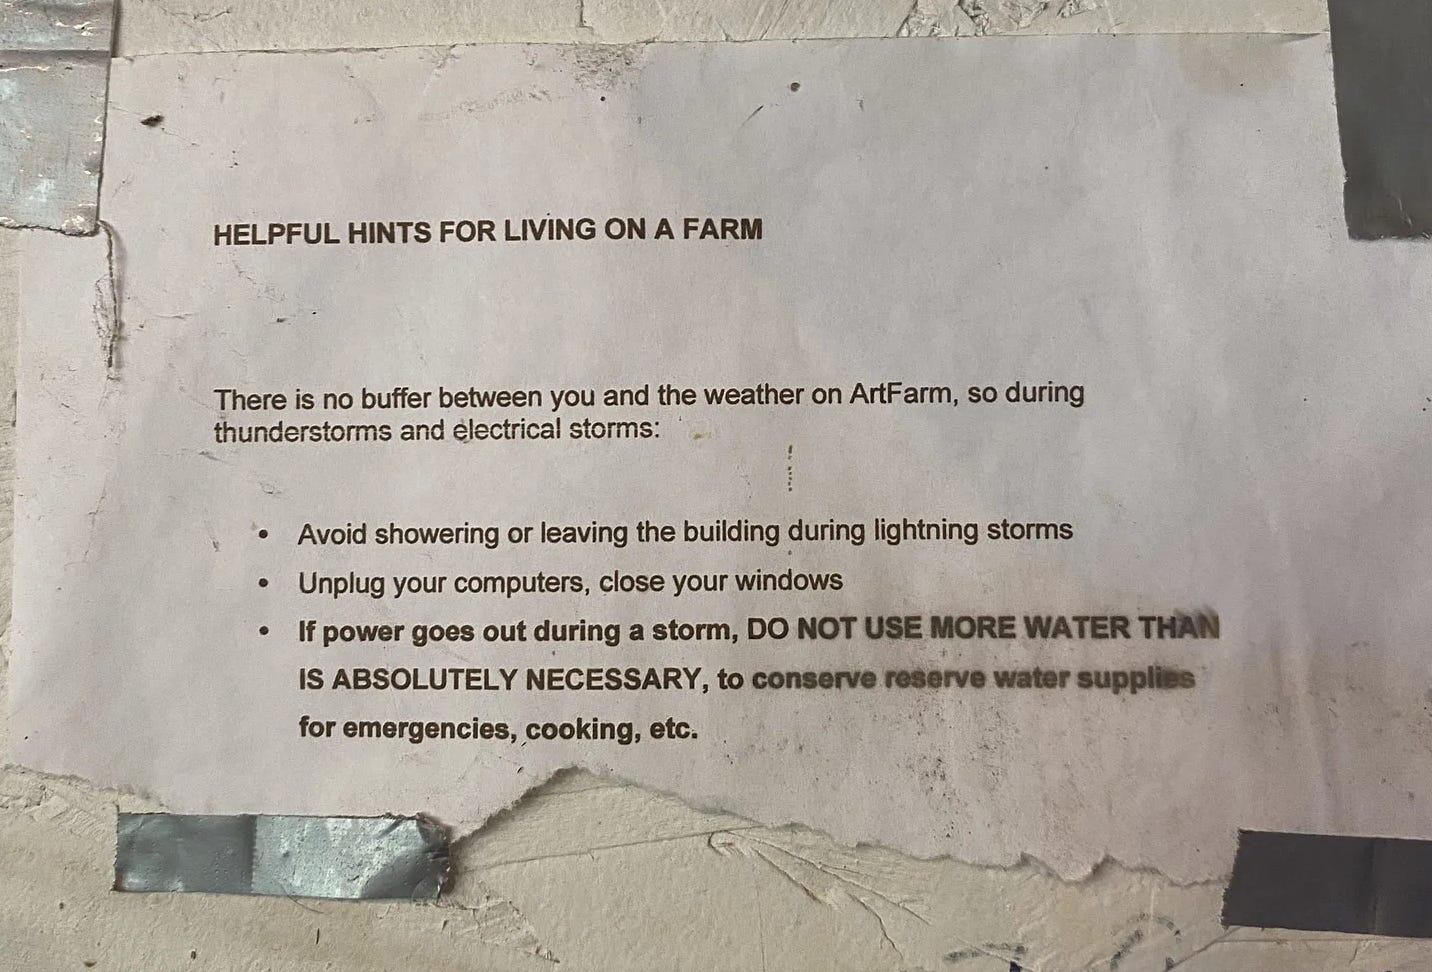 HELPFUL HINTS FOR LIVING ON A FARM
There is no buffer between you and the weather on ArtFarm, so during
thunderstorms and electrical storms:
• Avoid showering or leaving the building during lightning storms
• Unplug your computers, close your windows
• If power goes out during a storm, DO NOT USE MORE WATER THAN
IS ABSOLUTELY NECESSARY, to conserve reserve water supplies
for emergencies, cooking, etc.